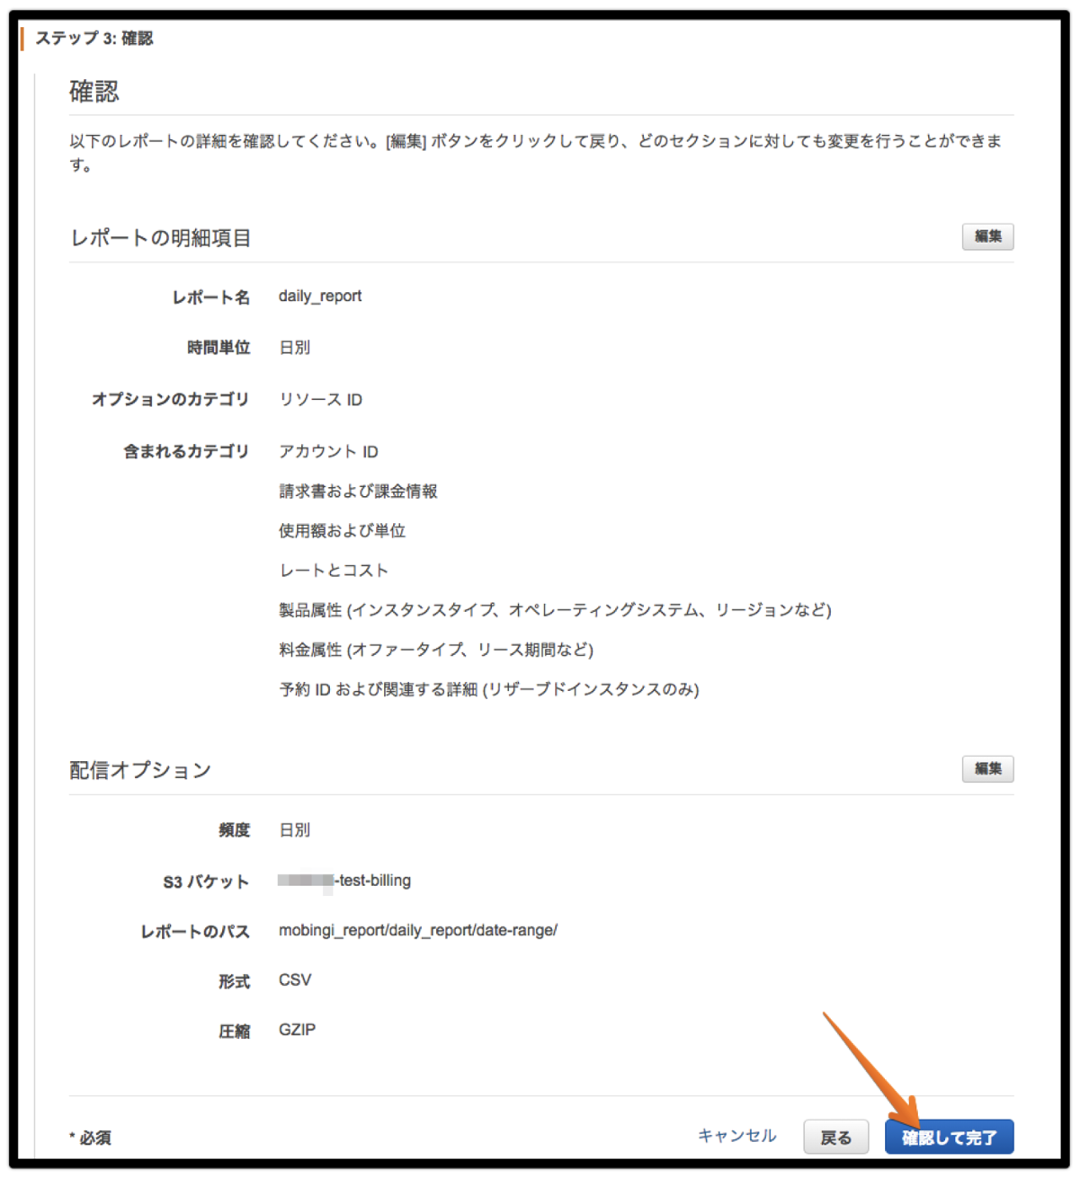 ステップ 3: 確認
確認
以下のレポートの詳細を確認してください。[編集] ボタンをクリックして戻り、どのセクションに対しても変更を行うことができま
す。
レポートの明細項目 編集
レポート名 daily_report
時間単位 日別
オプションのカテゴリ リソース ID
含まれるカテゴリ アカウント ID
請求書および課金情報
使用額および単位
レートとコスト
製品属性 (インスタンスタイプ、オペレーティングシステム、リージョンなど)
料金属性 (オファータイプ、リース期間など)
予約 ID および関連する詳細 (リザーブドインスタンスのみ)
配信オプション 編集
頻度 日別
S3 バケット -test-billing
レポートのパス mobingi_report/daily_report/date-range/
形式 CSV
圧縮 GZIP
* 必須 キャンセル 戻る 確認して完了